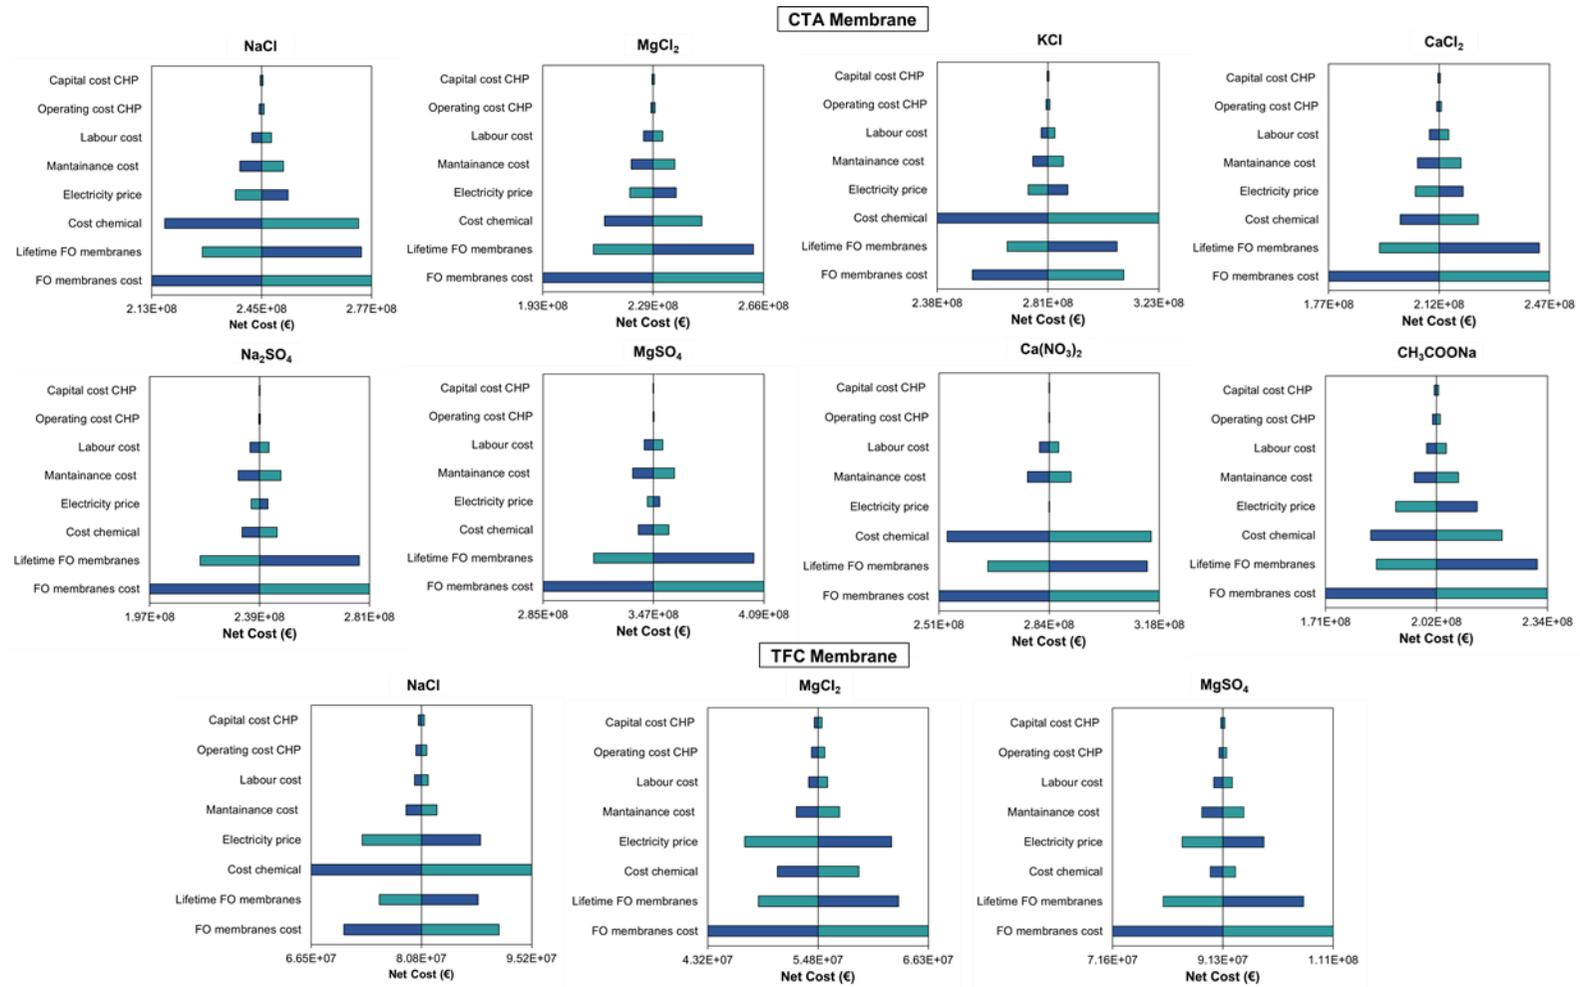 CTA Membrane
NaCl
Capital cost CHP
Operating cost CHP
Labour cost
Mantainance cost
Electricity price
Cost chemical
Lifetime FO membranes
FO membranes cost
2.13E+08 2.45E+08 2.77E+08
Net Cost (€)
MgCl₂
Capital cost CHP
Operating cost CHP
Labour cost
Mantainance cost
Electricity price
Cost chemical
Lifetime FO membranes
FO membranes cost
1.93E+08 2.29E+08 2.66E+08
Net Cost (€)
KCl
Capital cost CHP
Operating cost CHP
Labour cost
Mantainance cost
Electricity price
Cost chemical
Lifetime FO membranes
FO membranes cost
2.38E+08 2.81E+08 3.23E+08
Net Cost (€)
CaCl₂
Capital cost CHP
Operating cost CHP
Labour cost
Mantainance cost
Electricity price
Cost chemical
Lifetime FO membranes
FO membranes cost
1.77E+08 2.12E+08 2.47E+08
Net Cost (€)
Na₂SO₄
Capital cost CHP
Operating cost CHP
Labour cost
Mantainance cost
Electricity price
Cost chemical
Lifetime FO membranes
FO membranes cost
1.97E+08 2.39E+08 2.81E+08
Net Cost (€)
MgSO₄
Capital cost CHP
Operating cost CHP
Labour cost
Mantainance cost
Electricity price
Cost chemical
Lifetime FO membranes
FO membranes cost
2.85E+08 3.47E+08 4.09E+08
Net Cost (€)
Ca(NO₃)₂
Capital cost CHP
Operating cost CHP
Labour cost
Mantainance cost
Electricity price
Cost chemical
Lifetime FO membranes
FO membranes cost
2.51E+08 2.84E+08 3.18E+08
Net Cost (€)
CH₃COONa
Capital cost CHP
Operating cost CHP
Labour cost
Mantainance cost
Electricity price
Cost chemical
Lifetime FO membranes
FO membranes cost
1.71E+08 2.02E+08 2.34E+08
Net Cost (€)
TFC Membrane
NaCl
Capital cost CHP
Operating cost CHP
Labour cost
Mantainance cost
Electricity price
Cost chemical
Lifetime FO membranes
FO membranes cost
6.65E+07 8.08E+07 9.52E+07
Net Cost (€)
MgCl₂
Capital cost CHP
Operating cost CHP
Labour cost
Mantainance cost
Electricity price
Cost chemical
Lifetime FO membranes
FO membranes cost
4.32E+07 5.48E+07 6.63E+07
Net Cost (€)
MgSO₄
Capital cost CHP
Operating cost CHP
Labour cost
Mantainance cost
Electricity price
Cost chemical
Lifetime FO membranes
FO membranes cost
7.16E+07 9.13E+07 1.11E+08
Net Cost (€)